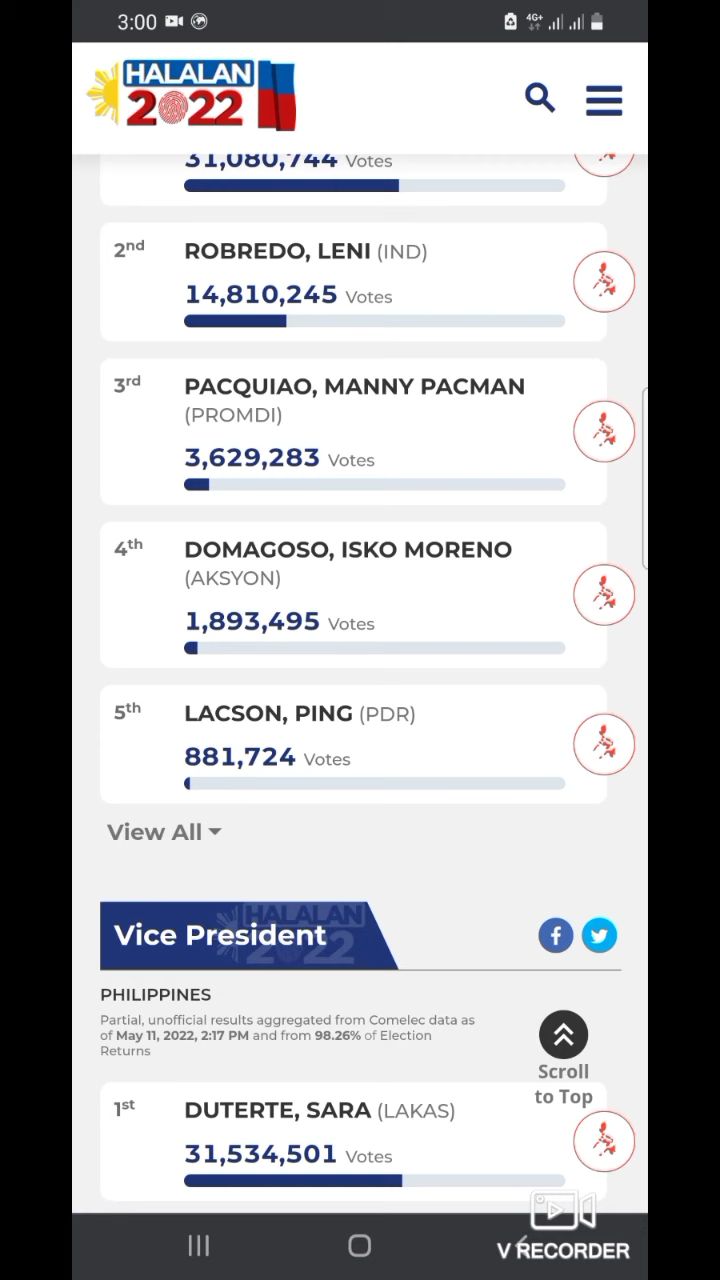 3:00
4G+
HALALAN
2022
31,080,744 Votes
2nd
ROBREDO, LENI (IND)
14,810,245 Votes
3rd
PACQUIAO, MANNY PACMAN
(PROMDI)
3,629,283 Votes
4th
DOMAGOSO, ISKO MORENO
(AKSYON)
1,893,495 Votes
5th
LACSON, PING (PDR)
881,724 Votes
View All
HALALAN
2022
Vice President
PHILIPPINES
Partial, unofficial results aggregated from Comelec data as
of May 11, 2022, 2:17 PM and from 98.26% of Election
Returns
Scroll
to Top
1st
DUTERTE, SARA (LAKAS)
31,534,501 Votes
V RECORDER